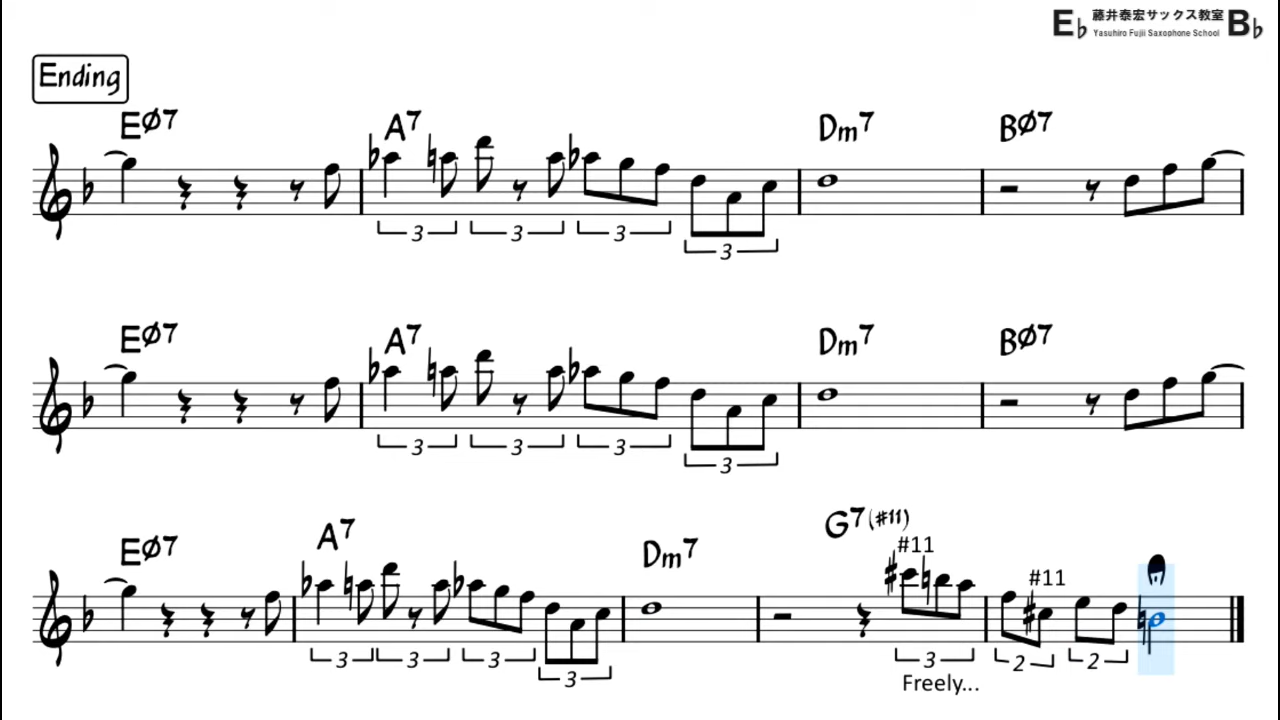 E♭ 藤井泰宏サックス教室 B♭
Yasuhiro Fujii Saxophone School
Ending
EØ7 A7 Dm7 BØ7
3 3 3 3
EØ7 A7 Dm7 BØ7
3 3 3 3
EØ7 A7 Dm7 G7(#11)
#11 #11
3 3 3 3 3 2 2
Freely...